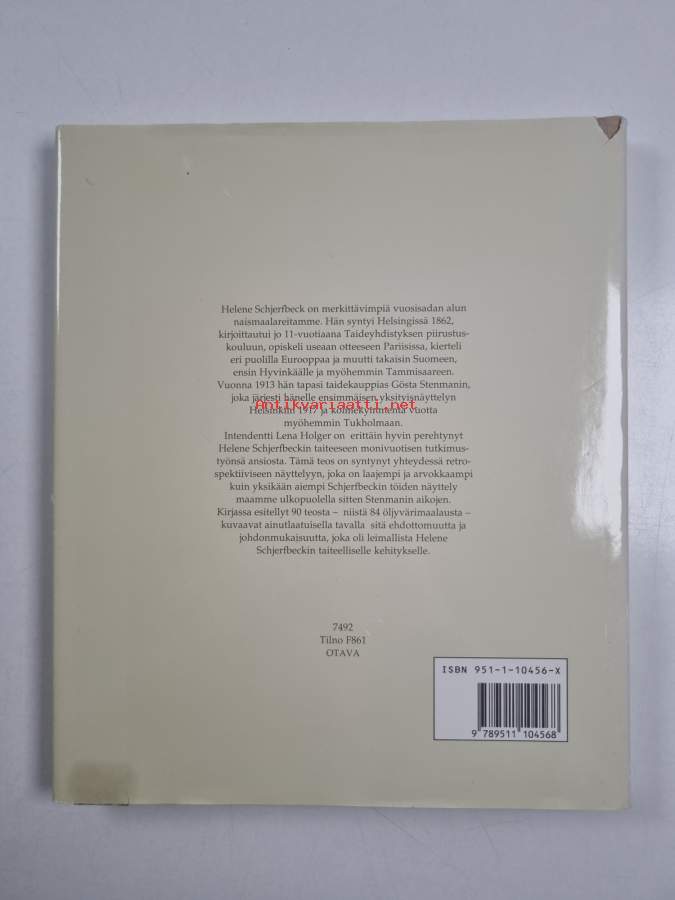 Helene Schjerfbeck on merkittävimpiä vuosisadan alun
naismaalareitamme. Hän syntyi Helsingissä 1862,
kirjoittautui jo 11-vuotiaana Taideyhdistyksen piirustus-
kouluun, opiskeli useaan otteeseen Pariisissa, kierteli
eri puolilla Eurooppaa ja muutti takaisin Suomeen,
ensin Hyvinkäälle ja myöhemmin Tammisaareen.
Vuonna 1913 hän tapasi taidekauppias Gösta Stenmanin,
joka järjesti hänelle ensimmäisen yksityisnäyttelyn
Antikvariaatti.net
Helsinkiin 1917 ja kolmekymmentä vuotta
myöhemmin Tukholmaan.
Intendentti Lena Holger on erittäin hyvin perehtynyt
Helene Schjerfbeckin taiteeseen monivuotisen tutkimus-
työnsä ansiosta. Tämä teos on syntynyt yhteydessä retro-
spektiiviseen näyttelyyn, joka on laajempi ja arvokkaampi
kuin yksikään aiempi Schjerfbeckin töiden näyttely
maamme ulkopuolella sitten Stenmanin aikojen.
Kirjassa esitellyt 90 teosta – niistä 84 öljyvärimaalausta –
kuvaavat ainutlaatuisella tavalla sitä ehdottomuutta ja
johdonmukaisuutta, joka oli leimallista Helene
Schjerfbeckin taiteelliselle kehitykselle.
7492
Tilno F861
OTAVA
ISBN 951-1-10456-X
9 789511 104568